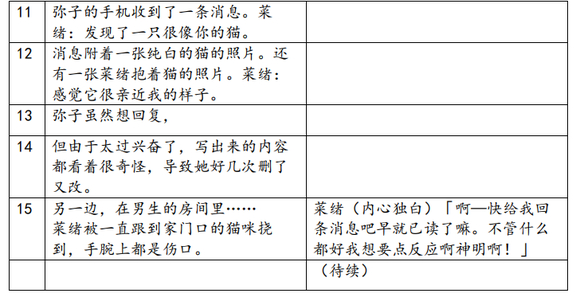 11 弥子的手机收到了一条消息。菜
绪：发现了一只很像你的猫。
12 消息附着一张纯白的猫的照片。还
有一张菜绪抱着猫的照片。菜绪：
感觉它很亲近我的样子。
13 弥子虽然想回复，
14 但由于太过兴奋了，写出来的内容
都看着很奇怪，导致她好几次删了
又改。
15 另一边，在男生的房间里……
菜绪被一直跟到家门口的猫咪挠
到，手腕上都是伤口。
菜绪（内心独白）「啊—快给我回
条消息吧早就已读了嘛。不管什么
都好我想要点反应啊神明啊！」
（待续）